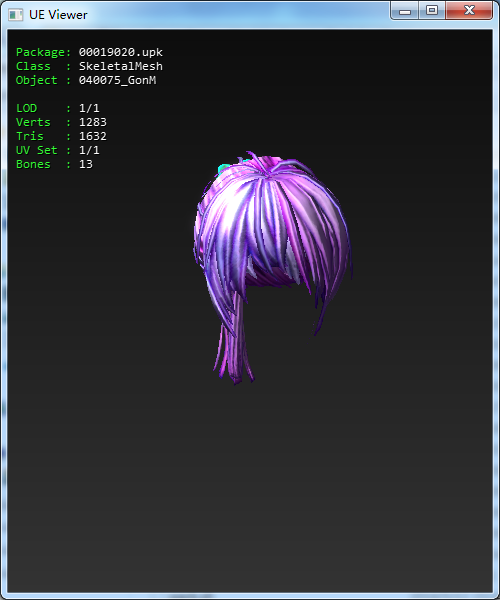 UE Viewer
Package: 00019020.upk
Class : SkeletalMesh
Object : 040075_GonM
LOD : 1/1
Verts : 1283
Tris : 1632
UV Set : 1/1
Bones : 13